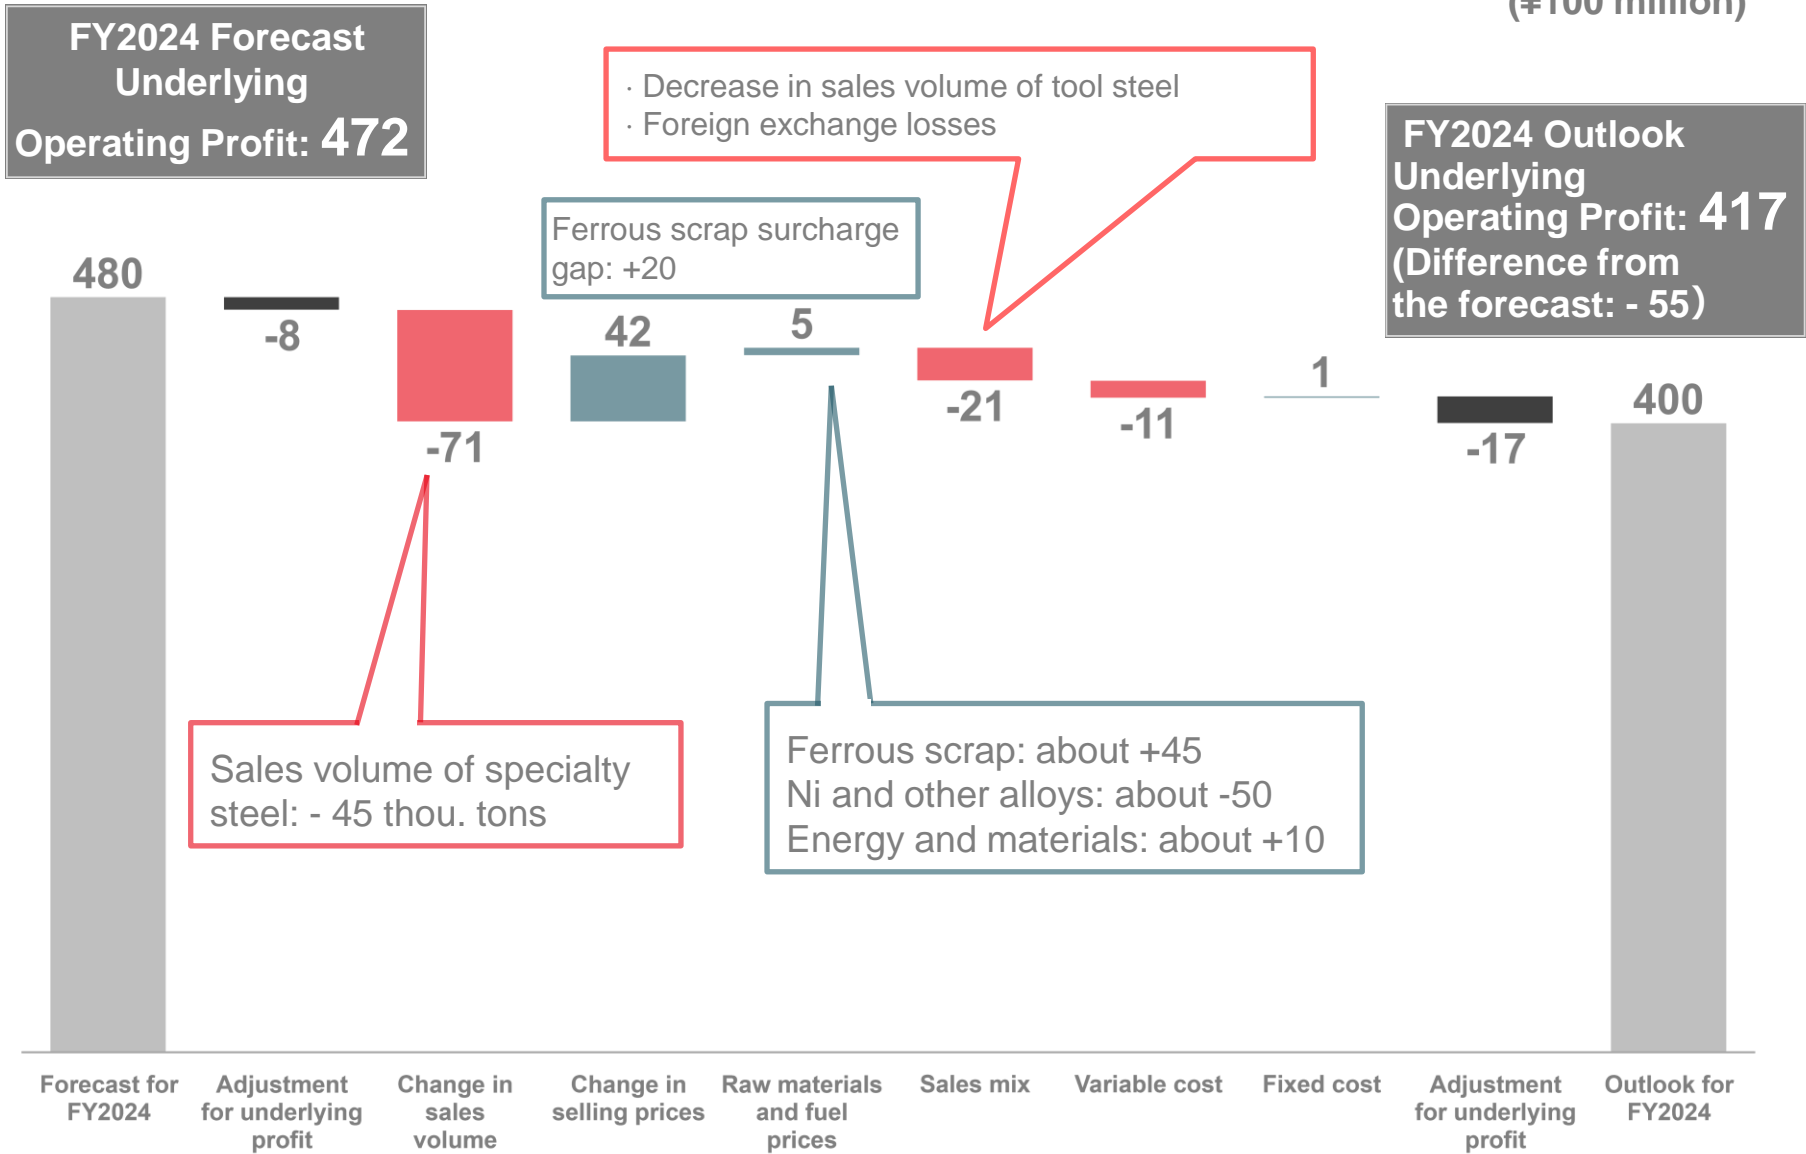 (¥100 million)
FY2024 Forecast
Underlying
Operating Profit: 472
· Decrease in sales volume of tool steel
· Foreign exchange losses
FY2024 Outlook
Underlying
Operating Profit: 417
(Difference from
the forecast: - 55)
Ferrous scrap surcharge
gap: +20
480
-8
-71
42
5
-21
-11
1
-17
400
Sales volume of specialty
steel: - 45 thou. tons
Ferrous scrap: about +45
Ni and other alloys: about -50
Energy and materials: about +10
Forecast for
FY2024
Adjustment
for underlying
profit
Change in
sales
volume
Change in
selling prices
Raw materials
and fuel
prices
Sales mix
Variable cost
Fixed cost
Adjustment
for underlying
profit
Outlook for
FY2024